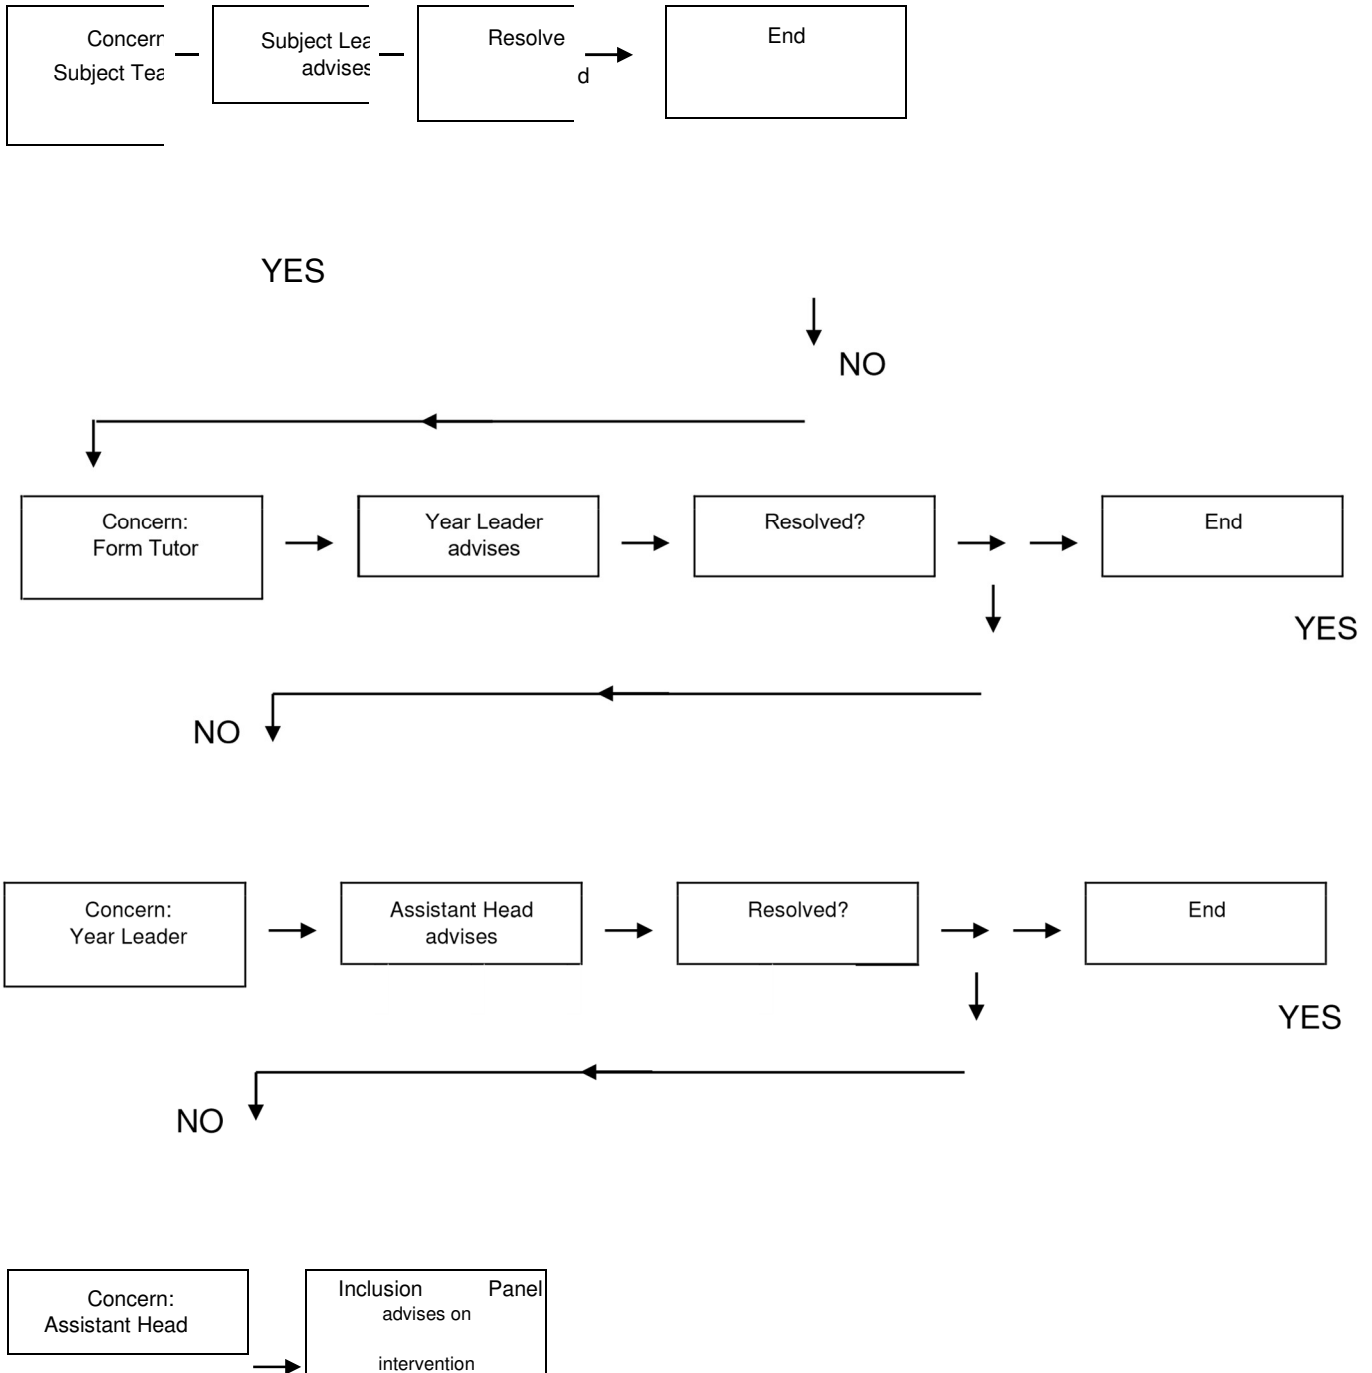 Concern
Subject Tea
Subject Lea
advises
Resolve
d
End
YES
NO
Concern:
Form Tutor
Year Leader
advises
Resolved?
End
YES
NO
Concern:
Year Leader
Assistant Head
advises
Resolved?
End
YES
NO
Concern:
Assistant Head
Inclusion Panel
advises on
intervention